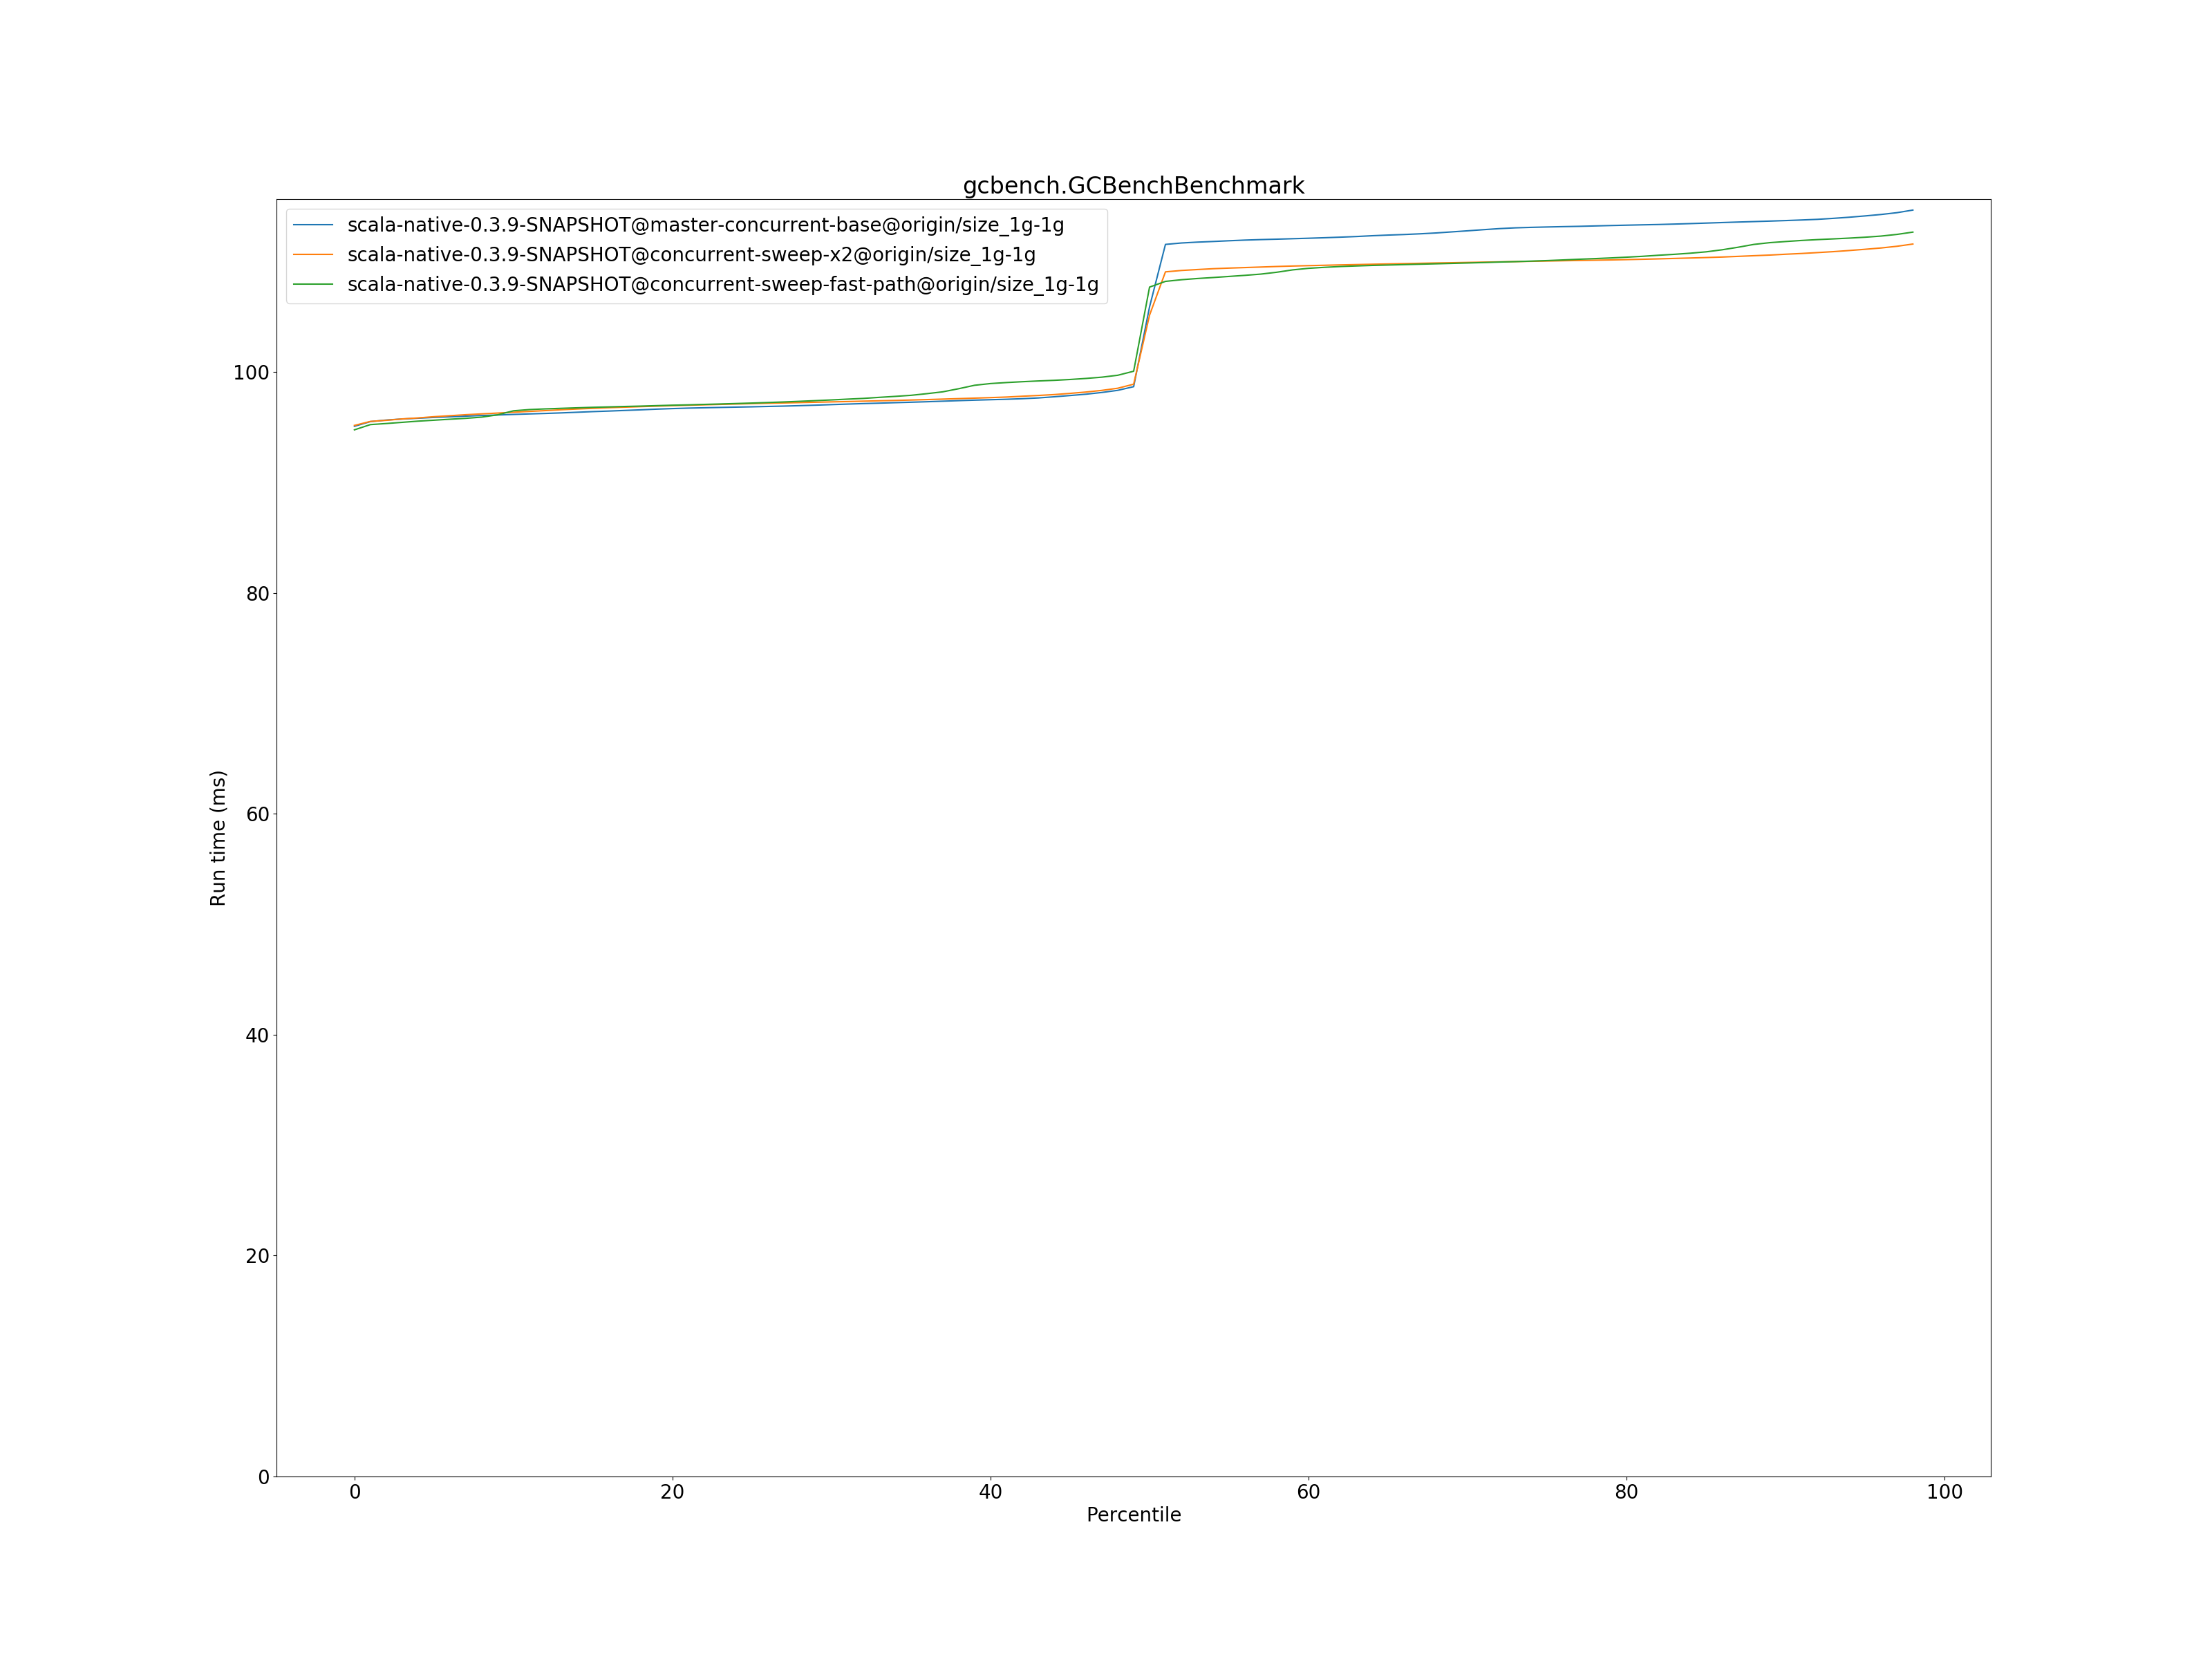 gcbench.GCBenchBenchmark
scala-native-0.3.9-SNAPSHOT@master-concurrent-base@origin/size_1g-1g
scala-native-0.3.9-SNAPSHOT@concurrent-sweep-x2@origin/size_1g-1g
scala-native-0.3.9-SNAPSHOT@concurrent-sweep-fast-path@origin/size_1g-1g
100
80
60
40
20
0
Run time (ms)
0 20 40 60 80 100
Percentile